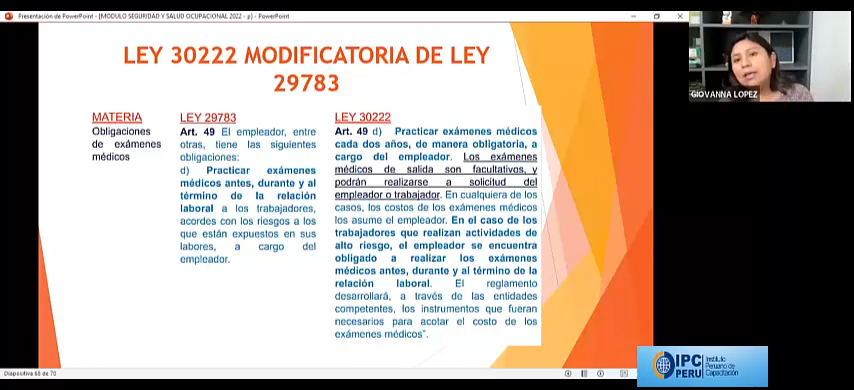 Presentación de PowerPoint - [MODULO SEGURIDAD Y SALUD OCUPACIONAL 2022 - p] - PowerPoint
LEY 30222 MODIFICATORIA DE LEY
29783
MATERIA
Obligaciones
de exámenes
médicos
LEY 29783
Art. 49 El empleador, entre
otras, tiene las siguientes
obligaciones:
d) Practicar exámenes
médicos antes, durante y al
término de la relación
laboral a los trabajadores,
acordes con los riesgos a los
que están expuestos en sus
labores, a cargo del
empleador.
LEY 30222
Art. 49 d) Practicar exámenes médicos
cada dos años, de manera obligatoria, a
cargo del empleador. Los exámenes
médicos de salida son facultativos, y
podrán realizarse a solicitud del
empleador o trabajador. En cualquiera de los
casos, los costos de los exámenes médicos
los asume el empleador. En el caso de los
trabajadores que realizan actividades de
alto riesgo, el empleador se encuentra
obligado a realizar los exámenes
médicos antes, durante y al término de la
relación laboral. El reglamento
desarrollará, a través de las entidades
competentes, los instrumentos que fueran
necesarios para acotar el costo de los
exámenes médicos".
GIOVANNA LOPEZ
Diapositiva 68 de 70
IPC
PERU
Instituto
Peruano de
Capacitación